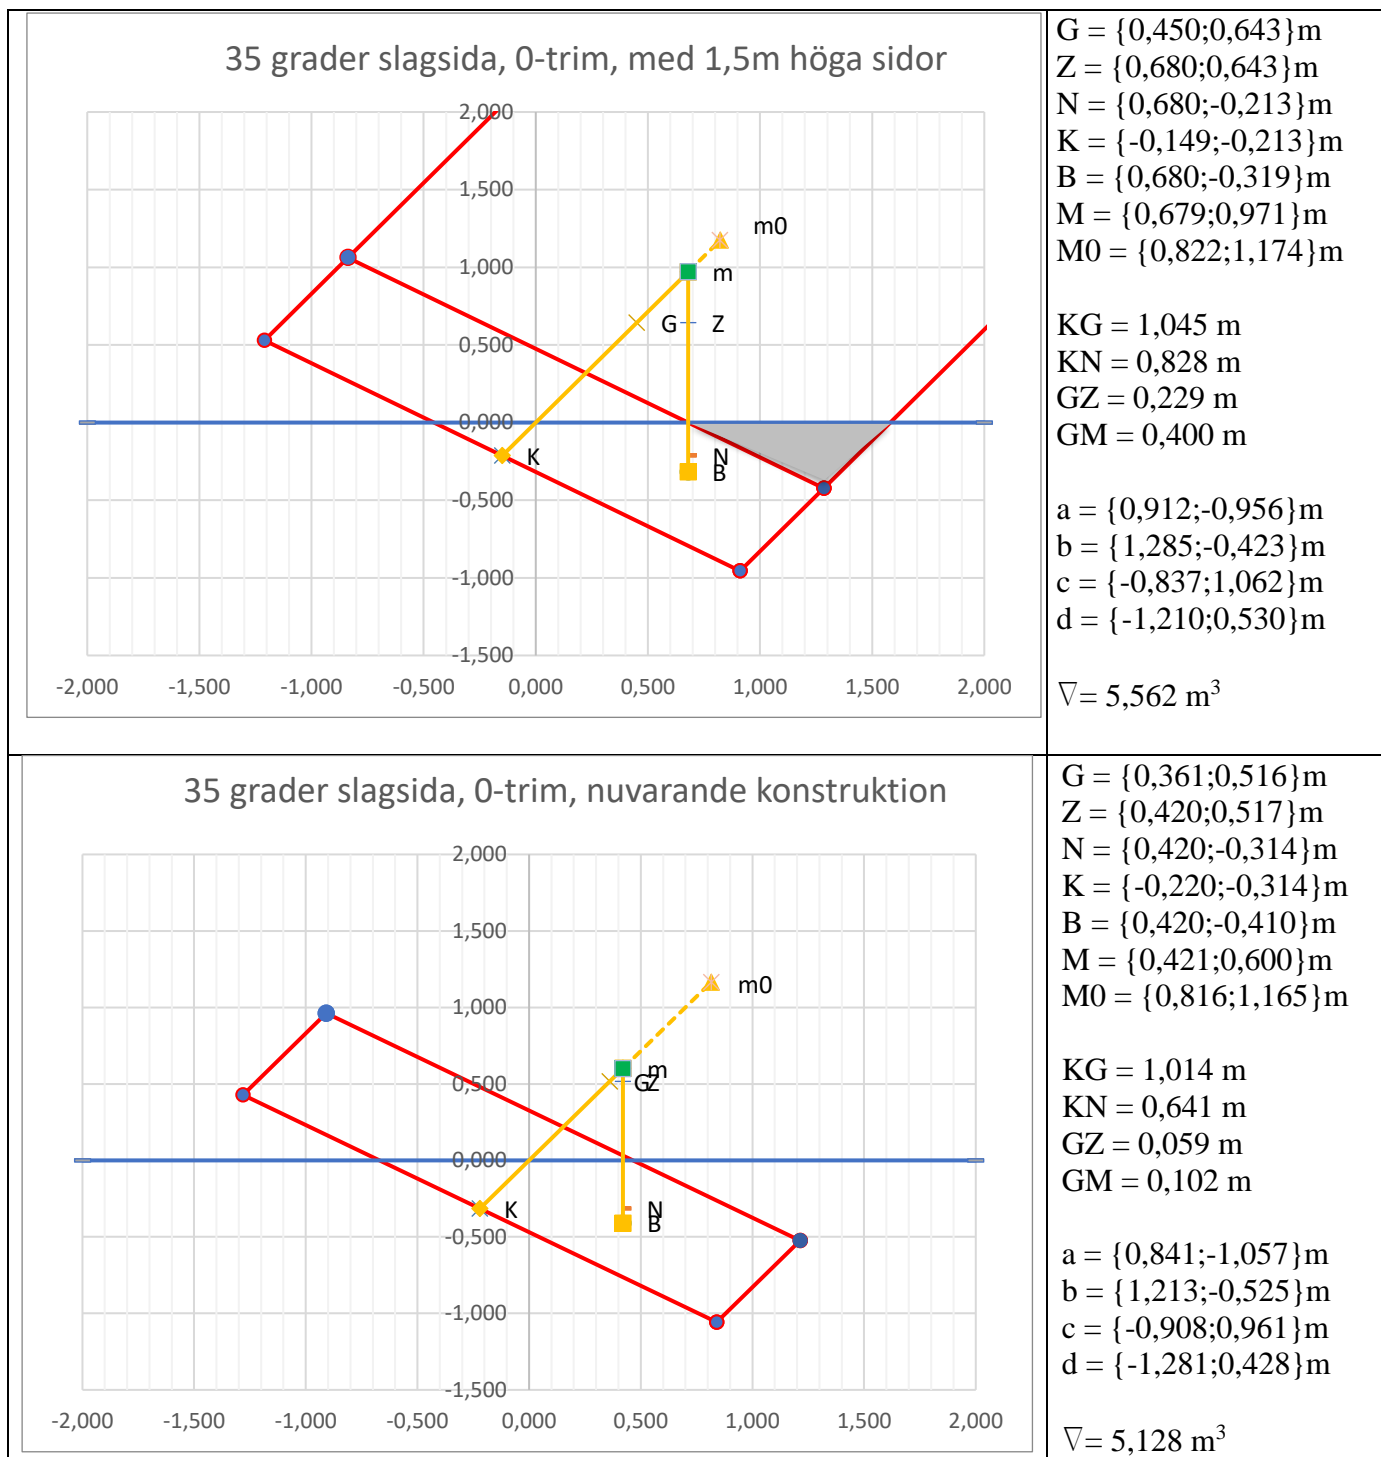 35 grader slagsida, 0-trim, med 1,5m höga sidor
2,000
1,500
1,000
0,500
0,000
-0,500
-1,000
-1,500
-2,000 -1,500 -1,000 -0,500 0,000 0,500 1,000 1,500 2,000
m0
m
G Z
K
N
B
G = {0,450;0,643}m
Z = {0,680;0,643}m
N = {0,680;-0,213}m
K = {-0,149;-0,213}m
B = {0,680;-0,319}m
M = {0,679;0,971}m
M0 = {0,822;1,174}m
KG = 1,045 m
KN = 0,828 m
GZ = 0,229 m
GM = 0,400 m
a = {0,912;-0,956}m
b = {1,285;-0,423}m
c = {-0,837;1,062}m
d = {-1,210;0,530}m
∇= 5,562 m³
35 grader slagsida, 0-trim, nuvarande konstruktion
2,000
1,500
1,000
0,500
0,000
-0,500
-1,000
-1,500
-2,000 -1,500 -1,000 -0,500 0,000 0,500 1,000 1,500 2,000
m0
m
G Z
K
N
B
G = {0,361;0,516}m
Z = {0,420;0,517}m
N = {0,420;-0,314}m
K = {-0,220;-0,314}m
B = {0,420;-0,410}m
M = {0,421;0,600}m
M0 = {0,816;1,165}m
KG = 1,014 m
KN = 0,641 m
GZ = 0,059 m
GM = 0,102 m
a = {0,841;-1,057}m
b = {1,213;-0,525}m
c = {-0,908;0,961}m
d = {-1,281;0,428}m
∇= 5,128 m³